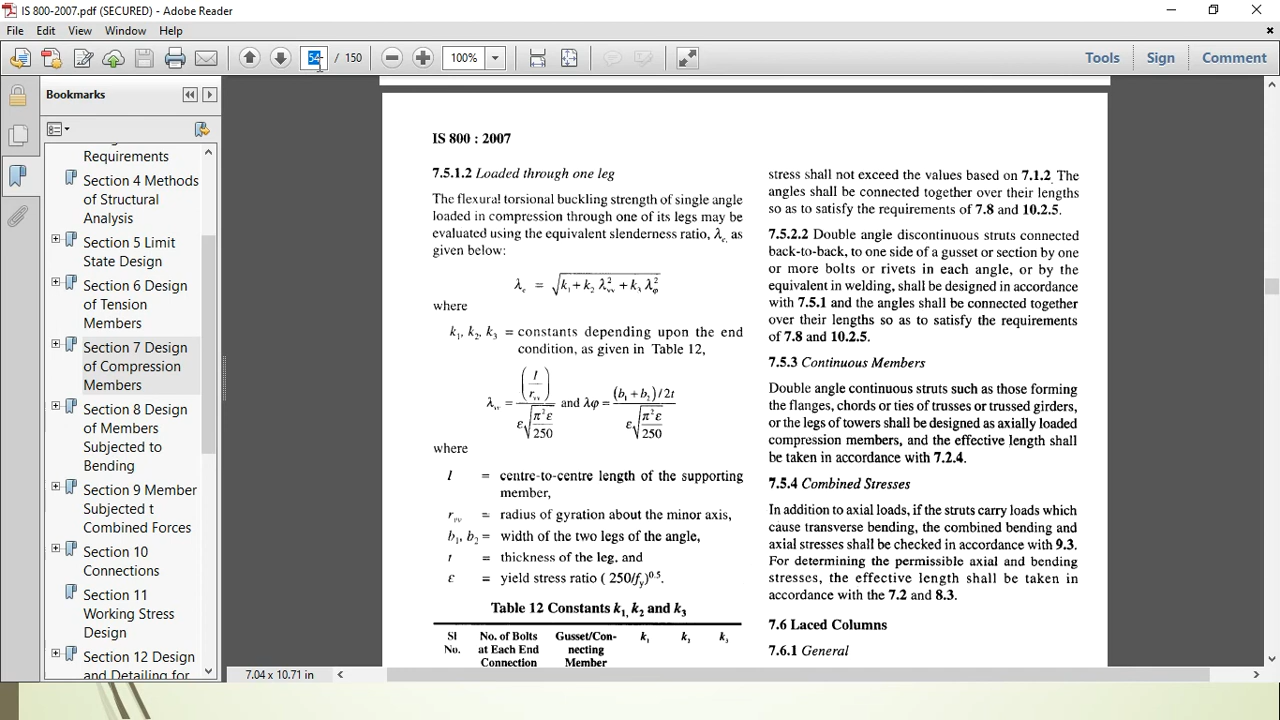 IS 800-2007.pdf (SECURED) - Adobe Reader
File Edit View Window Help
54 / 150 100% Tools Sign Comment
Bookmarks
Requirements
Section 4 Methods
of Structural
Analysis
Section 5 Limit
State Design
Section 6 Design
of Tension
Members
Section 7 Design
of Compression
Members
Section 8 Design
of Members
Subjected to
Bending
Section 9 Member
Subjected t
Combined Forces
Section 10
Connections
Section 11
Working Stress
Design
Section 12 Design
and Detailing for
IS 800 : 2007
7.5.1.2 Loaded through one leg
The flexural torsional buckling strength of single angle
loaded in compression through one of its legs may be
evaluated using the equivalent slenderness ratio, λe, as
given below:
λe = √k1 + k2 λ²vv + k3 λ²φ
where
k1, k2, k3 = constants depending upon the end
condition, as given in Table 12,
λvv = (l/rvv) / ε√(π²ε/250) and λφ = (b1 + b2)/2t / ε√(π²ε/250)
where
l = centre-to-centre length of the supporting
member,
rvv = radius of gyration about the minor axis,
b1, b2 = width of the two legs of the angle,
t = thickness of the leg, and
ε = yield stress ratio ( 250/fy)0.5.
Table 12 Constants k1, k2 and k3
Sl No. of Bolts Gusset/Con- k1 k2 k3
No. at Each End necting
Connection Member
stress shall not exceed the values based on 7.1.2. The
angles shall be connected together over their lengths
so as to satisfy the requirements of 7.8 and 10.2.5.
7.5.2.2 Double angle discontinuous struts connected
back-to-back, to one side of a gusset or section by one
or more bolts or rivets in each angle, or by the
equivalent in welding, shall be designed in accordance
with 7.5.1 and the angles shall be connected together
over their lengths so as to satisfy the requirements
of 7.8 and 10.2.5.
7.5.3 Continuous Members
Double angle continuous struts such as those forming
the flanges, chords or ties of trusses or trussed girders,
or the legs of towers shall be designed as axially loaded
compression members, and the effective length shall
be taken in accordance with 7.2.4.
7.5.4 Combined Stresses
In addition to axial loads, if the struts carry loads which
cause transverse bending, the combined bending and
axial stresses shall be checked in accordance with 9.3.
For determining the permissible axial and bending
stresses, the effective length shall be taken in
accordance with the 7.2 and 8.3.
7.6 Laced Columns
7.6.1 General
7.04 x 10.71 in